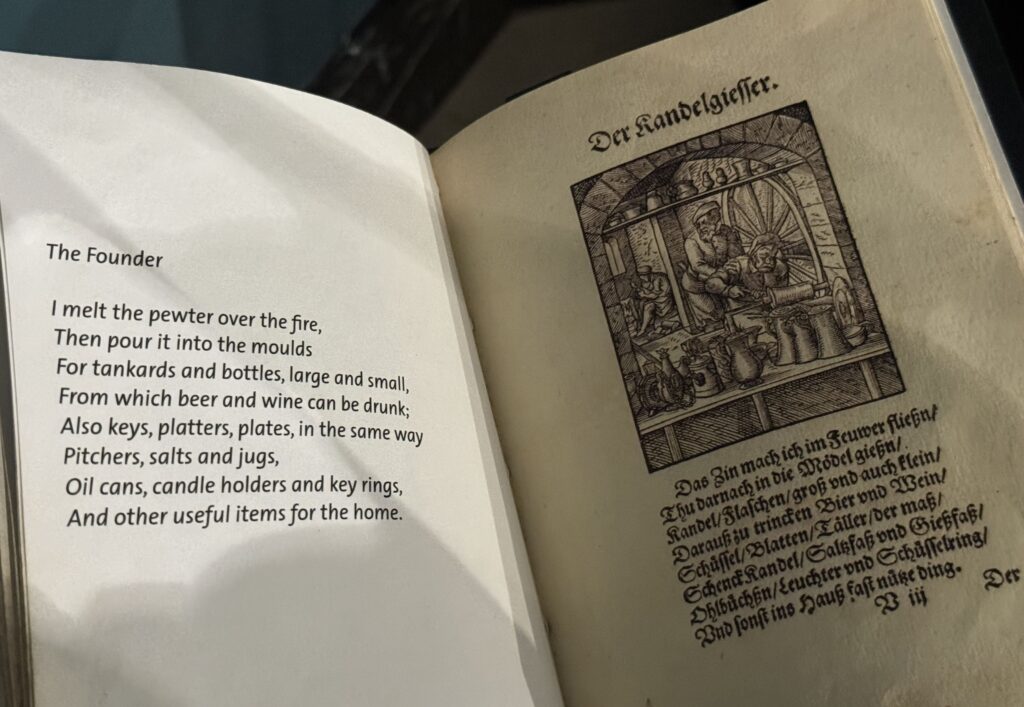 The Founder
I melt the pewter over the fire,
Then pour it into the moulds
For tankards and bottles, large and small,
From which beer and wine can be drunk;
Also keys, platters, plates, in the same way
Pitchers, salts and jugs,
Oil cans, candle holders and key rings,
And other useful items for the home.
Der Kandelgiesser.
Das Zin mach ich im Feuwer fließn/
Thu darnach in die Mödel gießn/
Kandel/Flaschen/groß vnd auch klein/
Darauß zu trincken Bier vnd Wein/
Schüssel/Blatten/Täller/der maß/
Schenck Kandel/Saltzfaß vnd Gießfaß/
Ohlbüchßn/Leuchter vnd Schüsselring/
Vnd sonst ins Hauß fast nütze ding.
V iij
Der